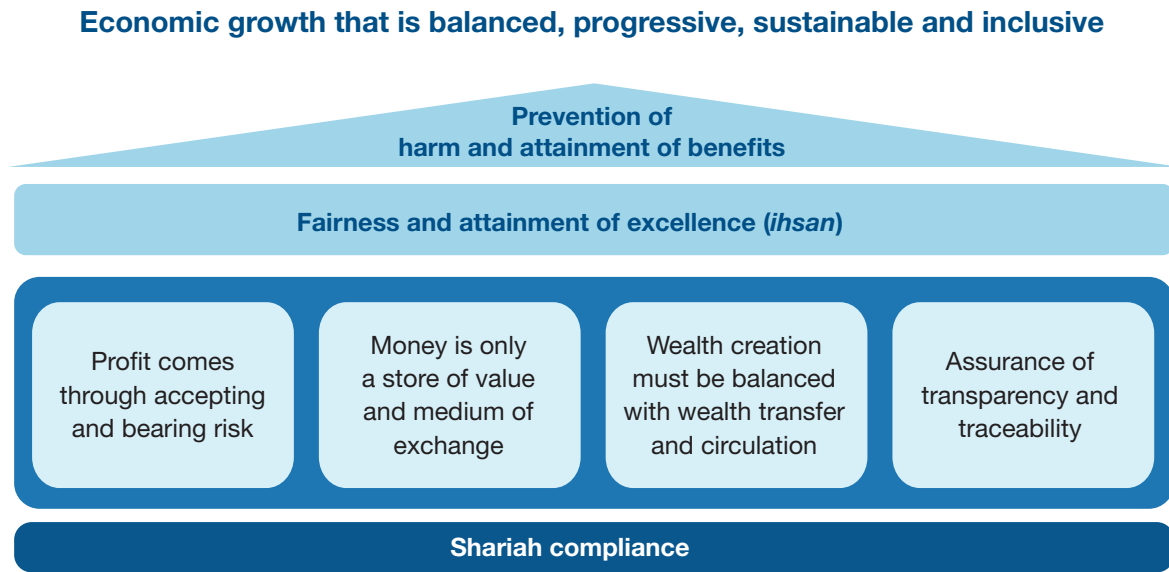 Economic growth that is balanced, progressive, sustainable and inclusive
Prevention of
harm and attainment of benefits
Fairness and attainment of excellence (ihsan)
Profit comes
through accepting
and bearing risk
Money is only
a store of value
and medium of
exchange
Wealth creation
must be balanced
with wealth transfer
and circulation
Assurance of
transparency and
traceability
Shariah compliance